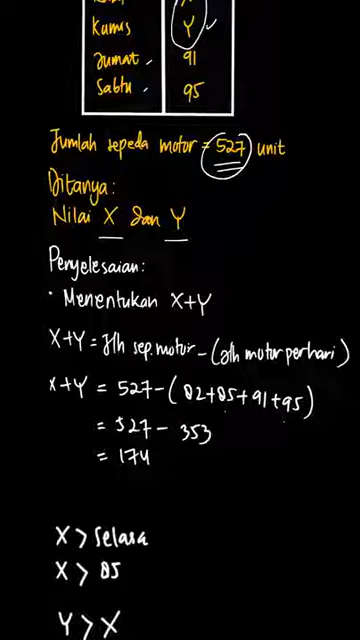 Kamis Y
Jumat 91
Sabtu 95
Jumlah sepeda motor = 527 unit
Ditanya:
Nilai X dan Y
Penyelesaian:
• Menentukan X+Y
X+Y = Jlh sep. motor - (Jlh motor perhari)
X+Y = 527 - (82+85+91+95)
= 527 - 353
= 174
X > Selasa
X > 85
Y > X